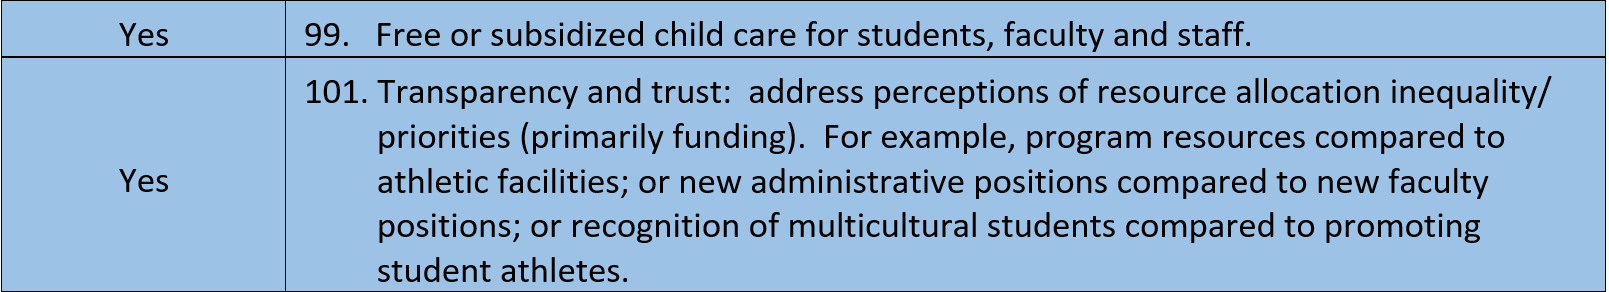 Yes 99. Free or subsidized child care for students, faculty and staff.
101. Transparency and trust: address perceptions of resource allocation inequality/
priorities (primarily funding). For example, program resources compared to
Yes athletic facilities; or new administrative positions compared to new faculty
positions; or recognition of multicultural students compared to promoting
student athletes.